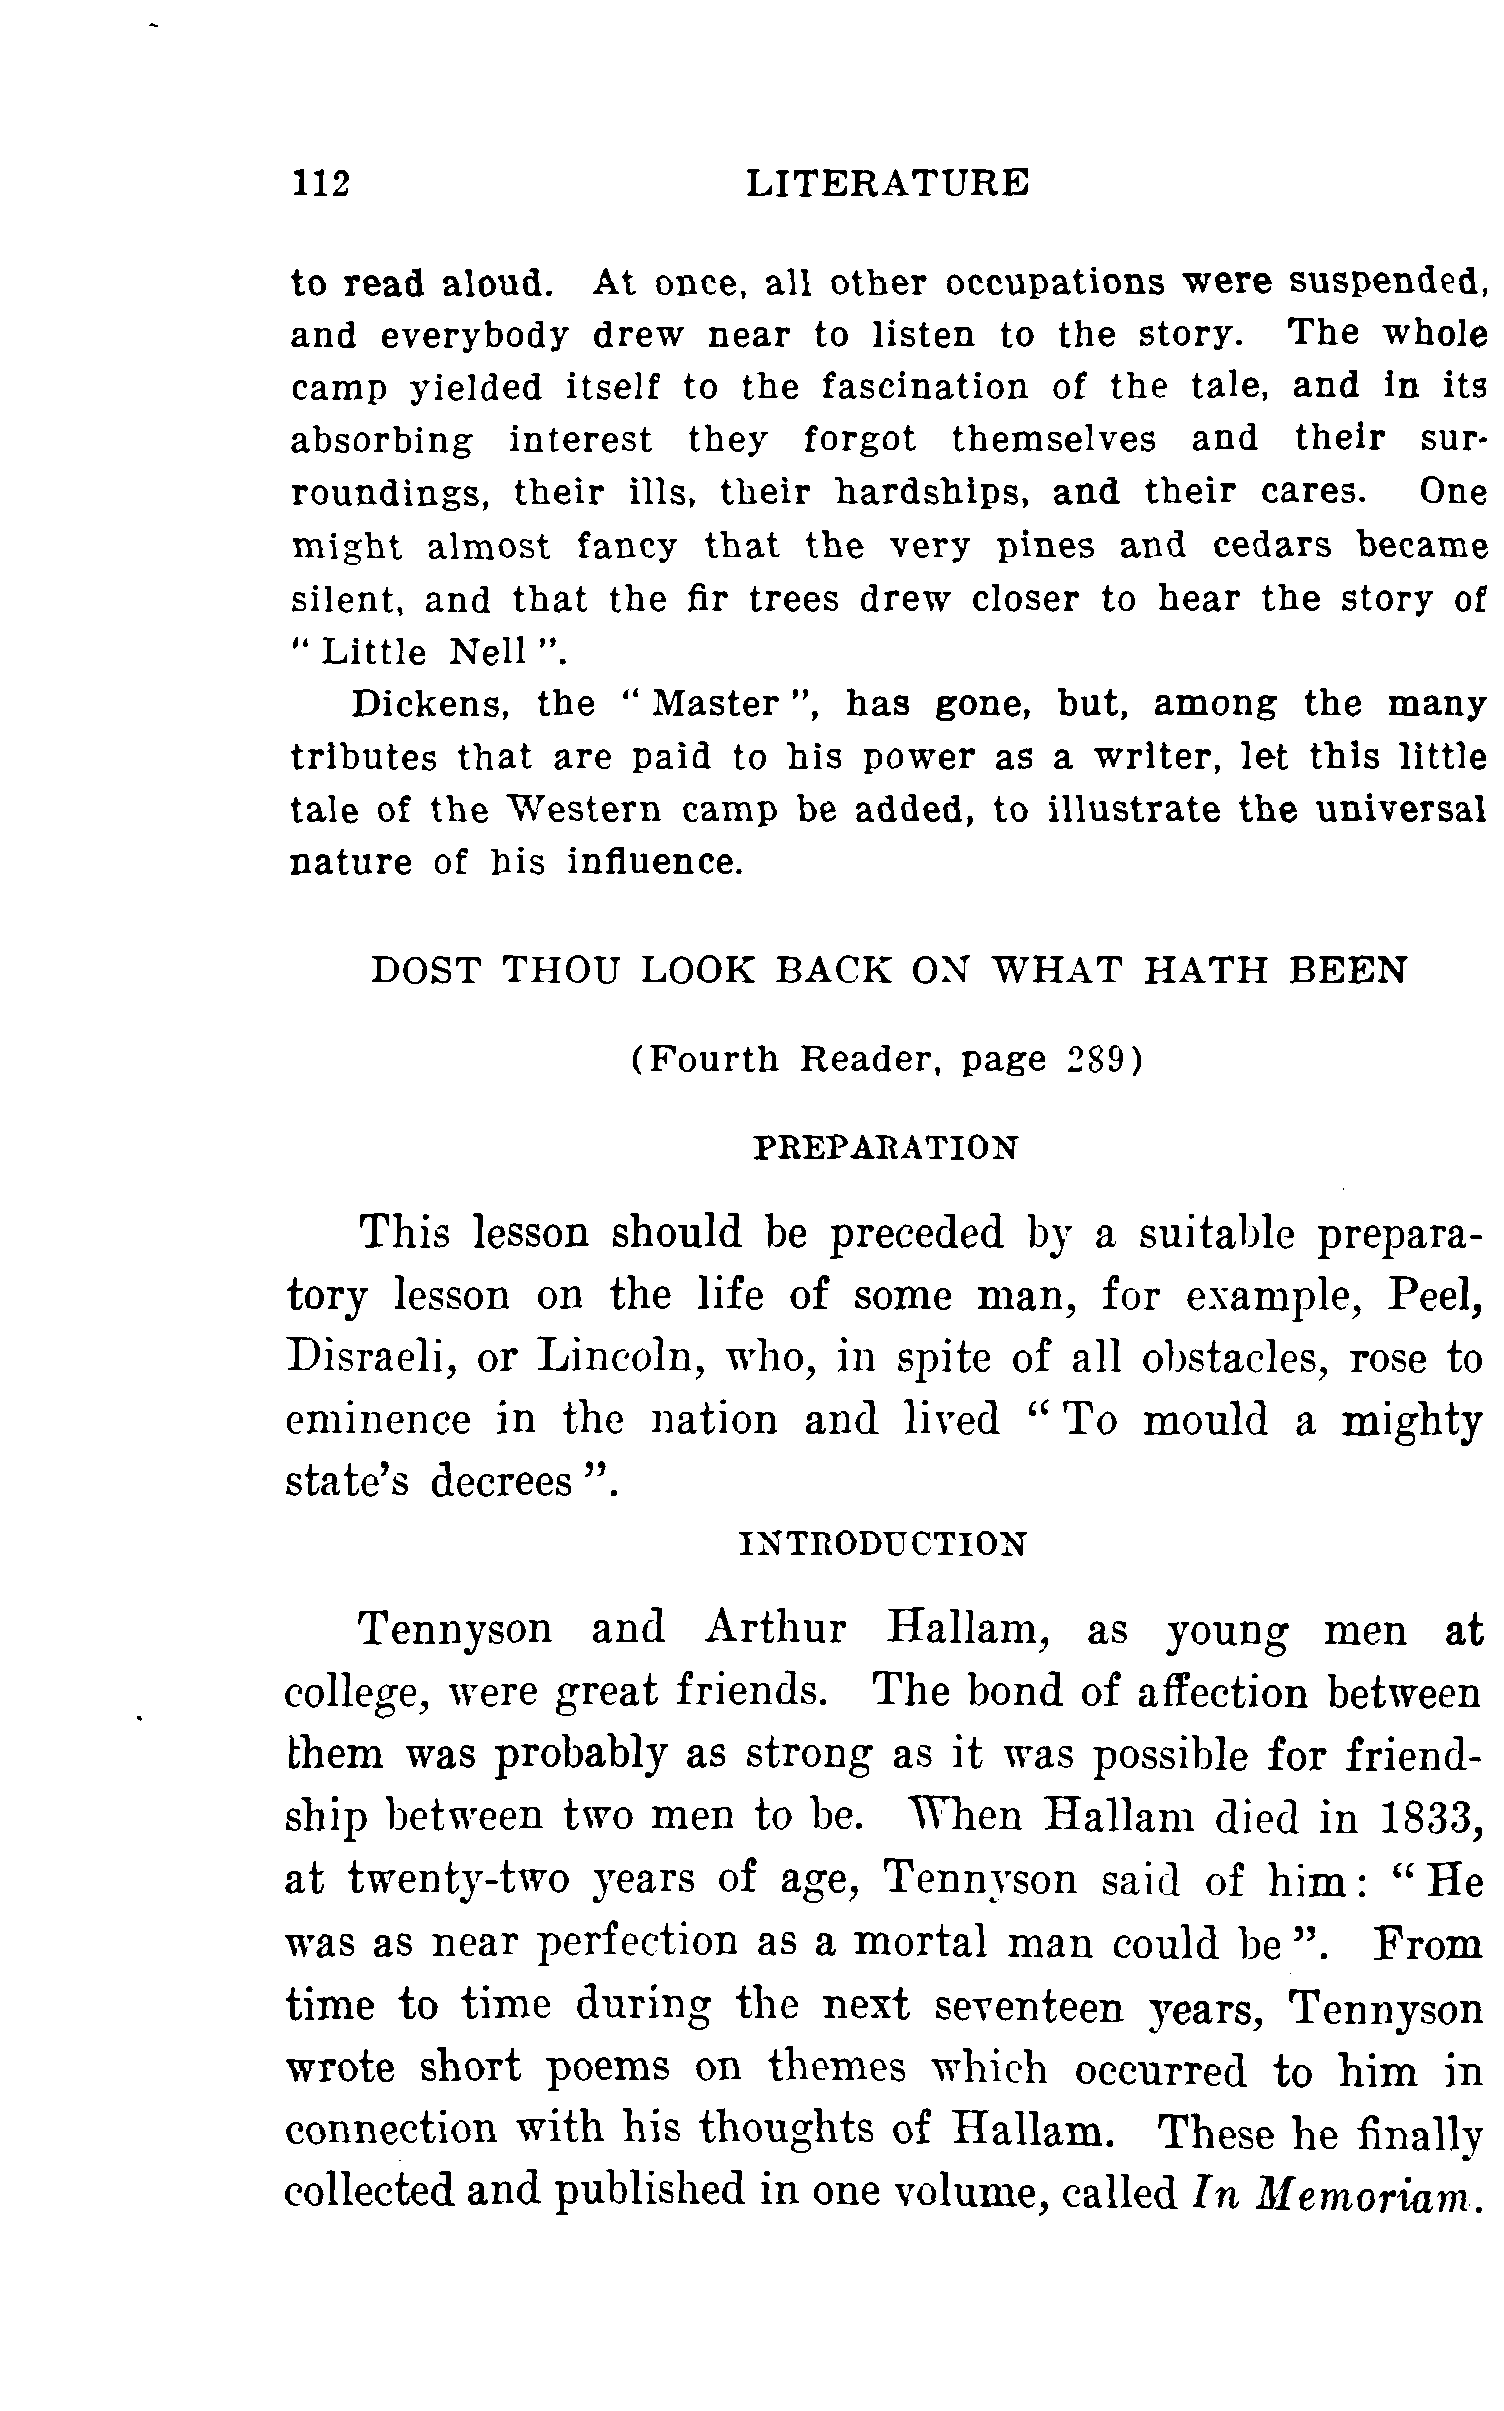 112 LITERATURE
to read aloud. At once, all other occupations were suspended,
and everybody drew near to listen to the story. The whole
camp yielded itself to the fascination of the tale, and in its
absorbing interest they forgot themselves and their sur-
roundings, their ills, their hardships, and their cares. One
might almost fancy that the very pines and cedars became
silent, and that the fir trees drew closer to hear the story of
" Little Nell ".
Dickens, the " Master ", has gone, but, among the many
tributes that are paid to his power as a writer, let this little
tale of the Western camp be added, to illustrate the universal
nature of his influence.
DOST THOU LOOK BACK ON WHAT HATH BEEN
(Fourth Reader, page 289)
PREPARATION
This lesson should be preceded by a suitable prepara-
tory lesson on the life of some man, for example, Peel,
Disraeli, or Lincoln, who, in spite of all obstacles, rose to
eminence in the nation and lived " To mould a mighty
state's decrees ".
INTRODUCTION
Tennyson and Arthur Hallam, as young men at
college, were great friends. The bond of affection between
them was probably as strong as it was possible for friend-
ship between two men to be. When Hallam died in 1833,
at twenty-two years of age, Tennyson said of him: " He
was as near perfection as a mortal man could be ". From
time to time during the next seventeen years, Tennyson
wrote short poems on themes which occurred to him in
connection with his thoughts of Hallam. These he finally
collected and published in one volume, called In Memoriam.